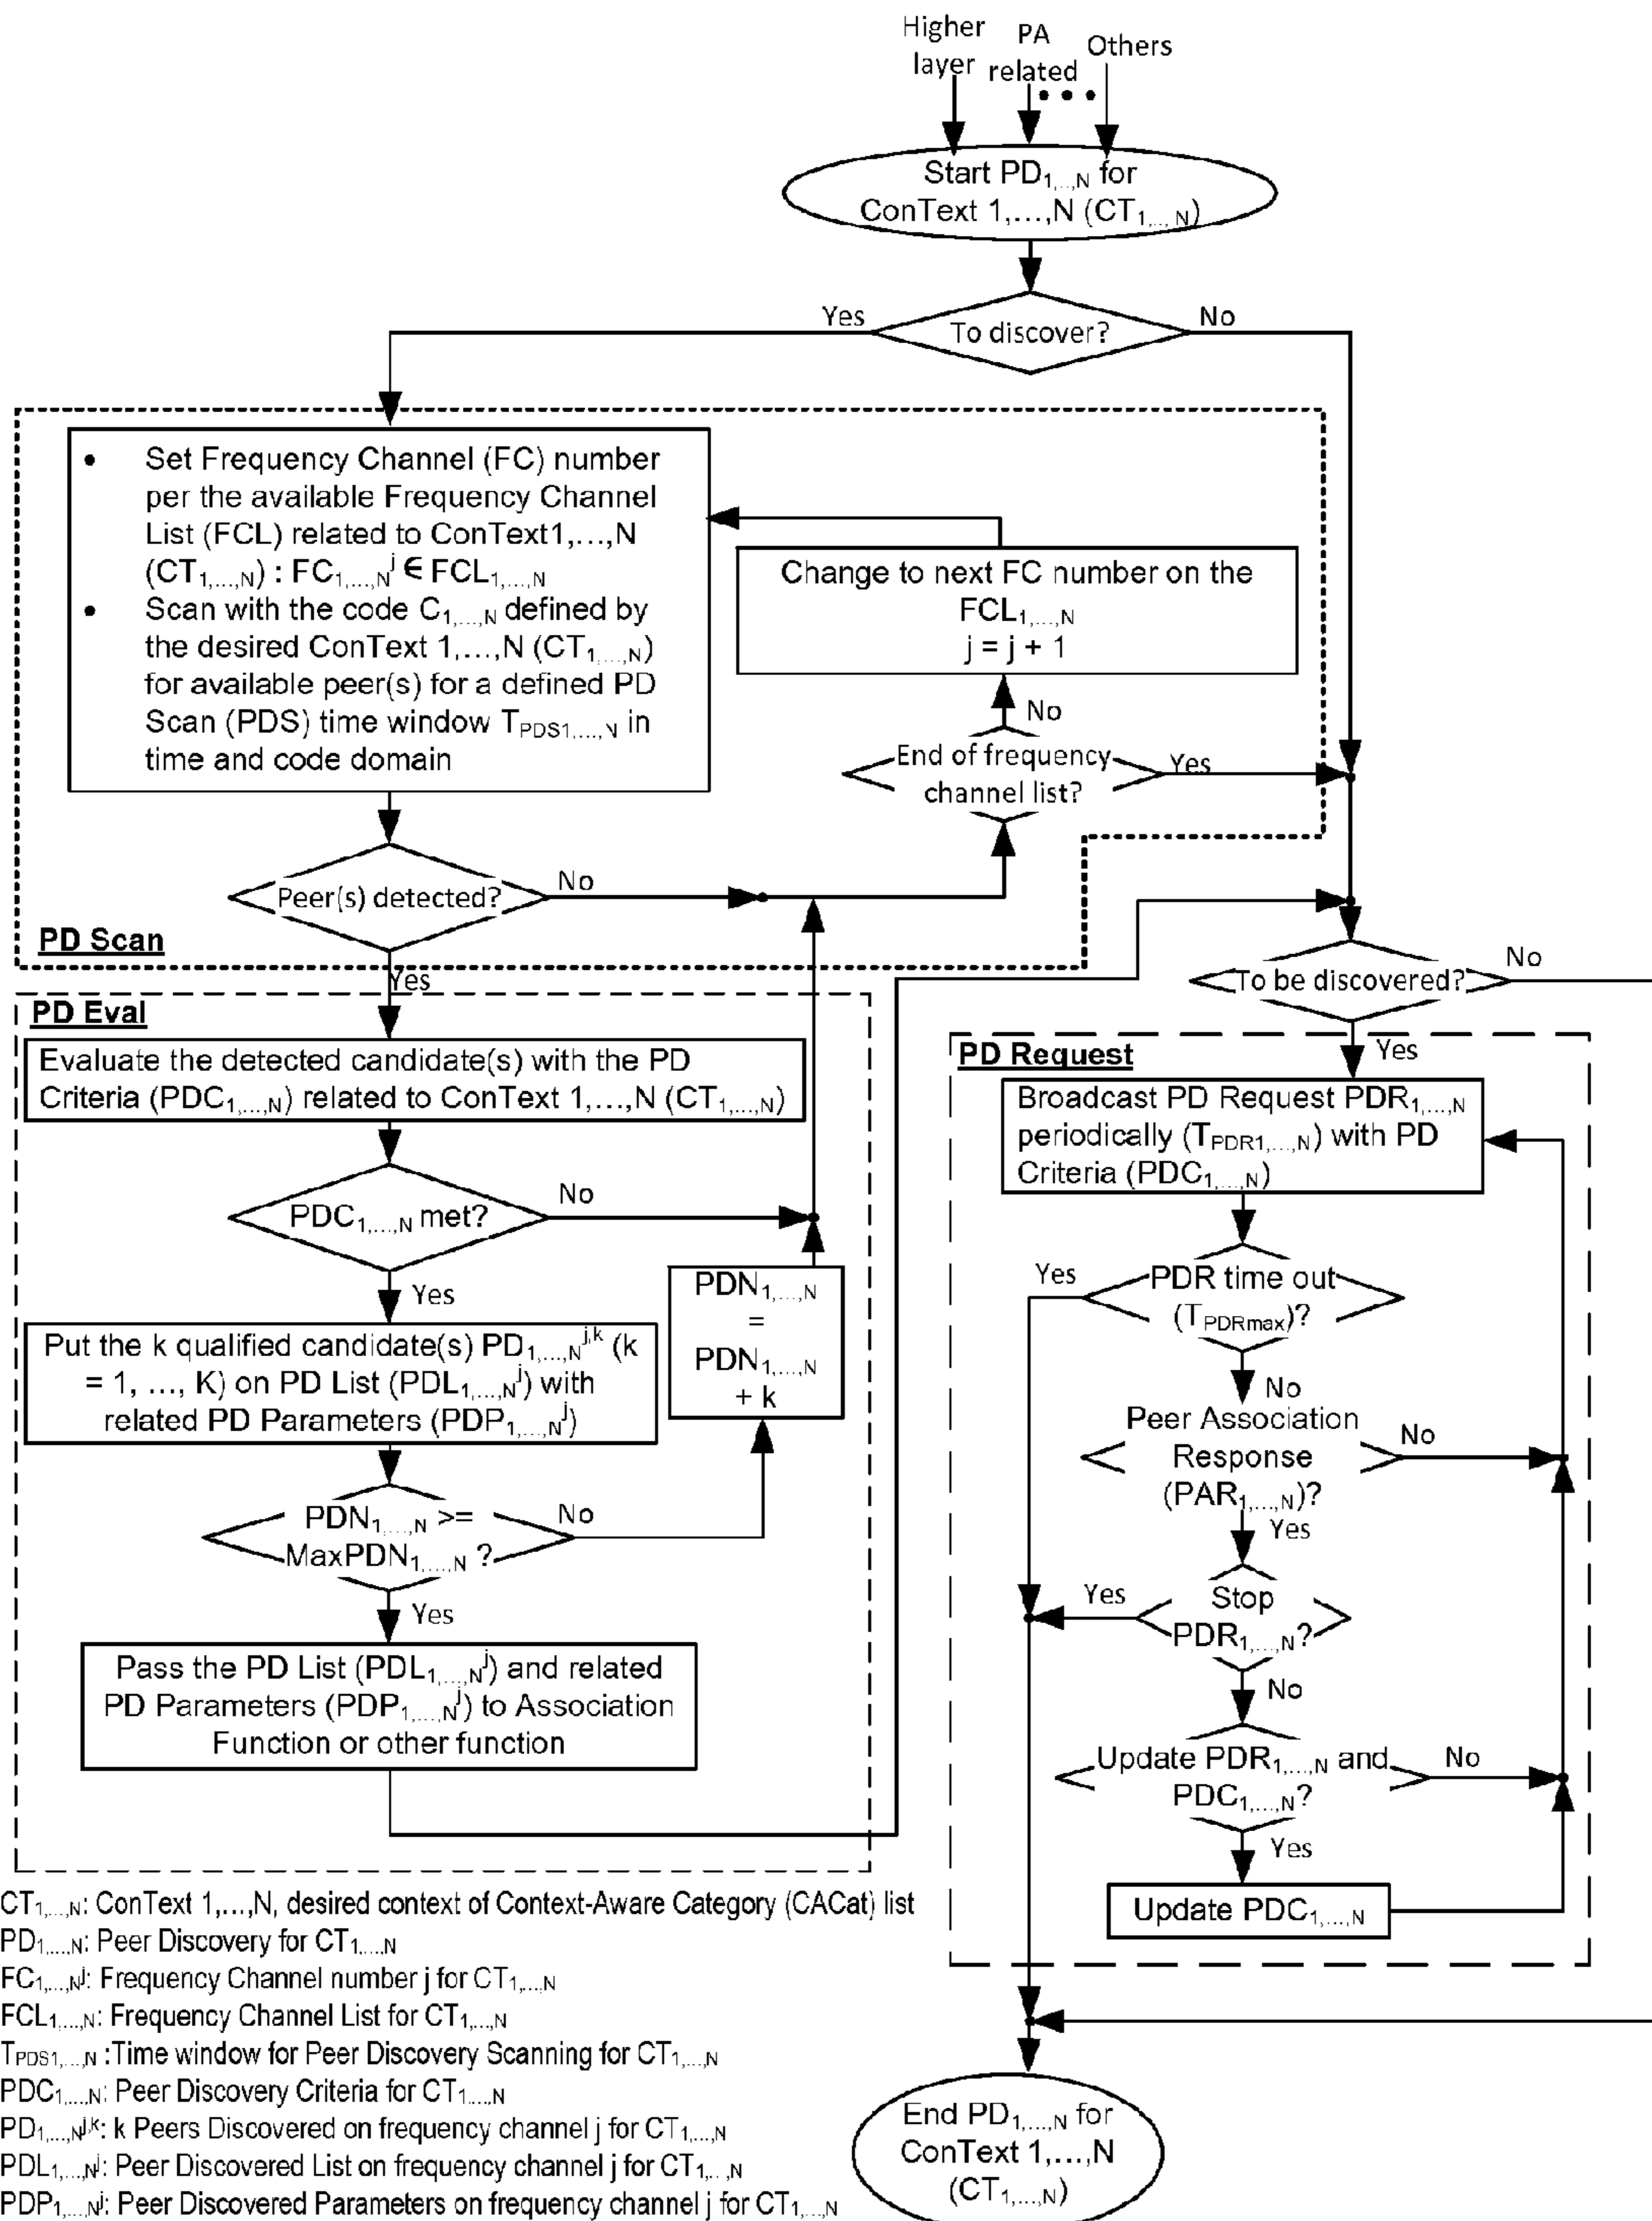 Higher
layer
PA
related
Others
• • •
Start PD1,...,N for
ConText 1,...,N (CT1,...,N)
To discover?
Yes
No
• Set Frequency Channel (FC) number
per the available Frequency Channel
List (FCL) related to ConText1,...,N
(CT1,...,N) : FC1,...,N^j ∈ FCL1,...,N
• Scan with the code C1,...,N defined by
the desired ConText 1,...,N (CT1,...,N)
for available peer(s) for a defined PD
Scan (PDS) time window TPDS1,...,N in
time and code domain
Change to next FC number on the
FCL1,...,N
j = j + 1
No
End of frequency
channel list?
Yes
Peer(s) detected?
No
PD Scan
Yes
To be discovered?
No
Yes
PD Eval
Evaluate the detected candidate(s) with the PD
Criteria (PDC1,...,N) related to ConText 1,...,N (CT1,...,N)
PDC1,...,N met?
No
Yes
PDN1,...,N
=
PDN1,...,N
+ k
Put the k qualified candidate(s) PD1,...,N^j,k (k
= 1, ..., K) on PD List (PDL1,...,N^j) with
related PD Parameters (PDP1,...,N^j)
PDN1,...,N >=
MaxPDN1,...,N ?
No
Yes
Pass the PD List (PDL1,...,N^j) and related
PD Parameters (PDP1,...,N^j) to Association
Function or other function
PD Request
Broadcast PD Request PDR1,...,N
periodically (TPDR1,...,N) with PD
Criteria (PDC1,...,N)
Yes
PDR time out
(TPDRmax)?
No
Peer Association
Response
(PAR1,...,N)?
No
Yes
Yes
Stop
PDR1,...,N?
No
Update PDR1,...,N and
PDC1,...,N?
No
Yes
Update PDC1,...,N
End PD1,...,N for
ConText 1,...,N
(CT1,...,N)
CT1,...,N: ConText 1,...,N, desired context of Context-Aware Category (CACat) list
PD1,...,N: Peer Discovery for CT1,...,N
FC1,...,N^j: Frequency Channel number j for CT1,...,N
FCL1,...,N: Frequency Channel List for CT1,...,N
TPDS1,...,N :Time window for Peer Discovery Scanning for CT1,...,N
PDC1,...,N: Peer Discovery Criteria for CT1,...,N
PD1,...,N^j,k: k Peers Discovered on frequency channel j for CT1,...,N
PDL1,...,N^j: Peer Discovered List on frequency channel j for CT1,...,N
PDP1,...,N^j: Peer Discovered Parameters on frequency channel j for CT1,...,N